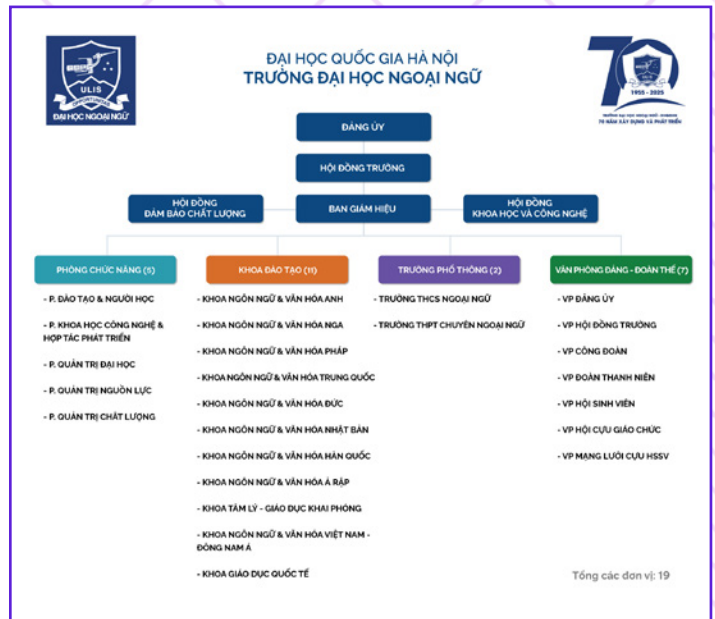 ULIS
OPPORTUNITIES
ĐẠI HỌC NGOẠI NGỮ
ĐẠI HỌC QUỐC GIA HÀ NỘI
TRƯỜNG ĐẠI HỌC NGOẠI NGỮ
70
1955 - 2025
TRƯỜNG ĐẠI HỌC NGOẠI NGỮ - ĐHQGHN
70 NĂM XÂY DỰNG VÀ PHÁT TRIỂN
ĐẢNG ỦY
HỘI ĐỒNG TRƯỜNG
HỘI ĐỒNG
ĐẢM BẢO CHẤT LƯỢNG
BAN GIÁM HIỆU
HỘI ĐỒNG
KHOA HỌC VÀ CÔNG NGHỆ
PHÒNG CHỨC NĂNG (5)
- P. ĐÀO TẠO & NGƯỜI HỌC
- P. KHOA HỌC CÔNG NGHỆ &
HỢP TÁC PHÁT TRIỂN
- P. QUẢN TRỊ ĐẠI HỌC
- P. QUẢN TRỊ NGUỒN LỰC
- P. QUẢN TRỊ CHẤT LƯỢNG
KHOA ĐÀO TẠO (11)
- KHOA NGÔN NGỮ & VĂN HÓA ANH
- KHOA NGÔN NGỮ & VĂN HÓA NGA
- KHOA NGÔN NGỮ & VĂN HÓA PHÁP
- KHOA NGÔN NGỮ & VĂN HÓA TRUNG QUỐC
- KHOA NGÔN NGỮ & VĂN HÓA ĐỨC
- KHOA NGÔN NGỮ & VĂN HÓA NHẬT BẢN
- KHOA NGÔN NGỮ & VĂN HÓA HÀN QUỐC
- KHOA NGÔN NGỮ & VĂN HÓA Ả RẬP
- KHOA TÂM LÝ - GIÁO DỤC KHAI PHÓNG
- KHOA NGÔN NGỮ & VĂN HÓA VIỆT NAM -
ĐÔNG NAM Á
- KHOA GIÁO DỤC QUỐC TẾ
TRƯỜNG PHỔ THÔNG (2)
- TRƯỜNG THCS NGOẠI NGỮ
- TRƯỜNG THPT CHUYÊN NGOẠI NGỮ
VĂN PHÒNG ĐẢNG - ĐOÀN THỂ (7)
- VP ĐẢNG ỦY
- VP HỘI ĐỒNG TRƯỜNG
- VP CÔNG ĐOÀN
- VP ĐOÀN THANH NIÊN
- VP HỘI SINH VIÊN
- VP HỘI CỰU GIÁO CHỨC
- VP MẠNG LƯỚI CỰU HSSV
Tổng các đơn vị: 19